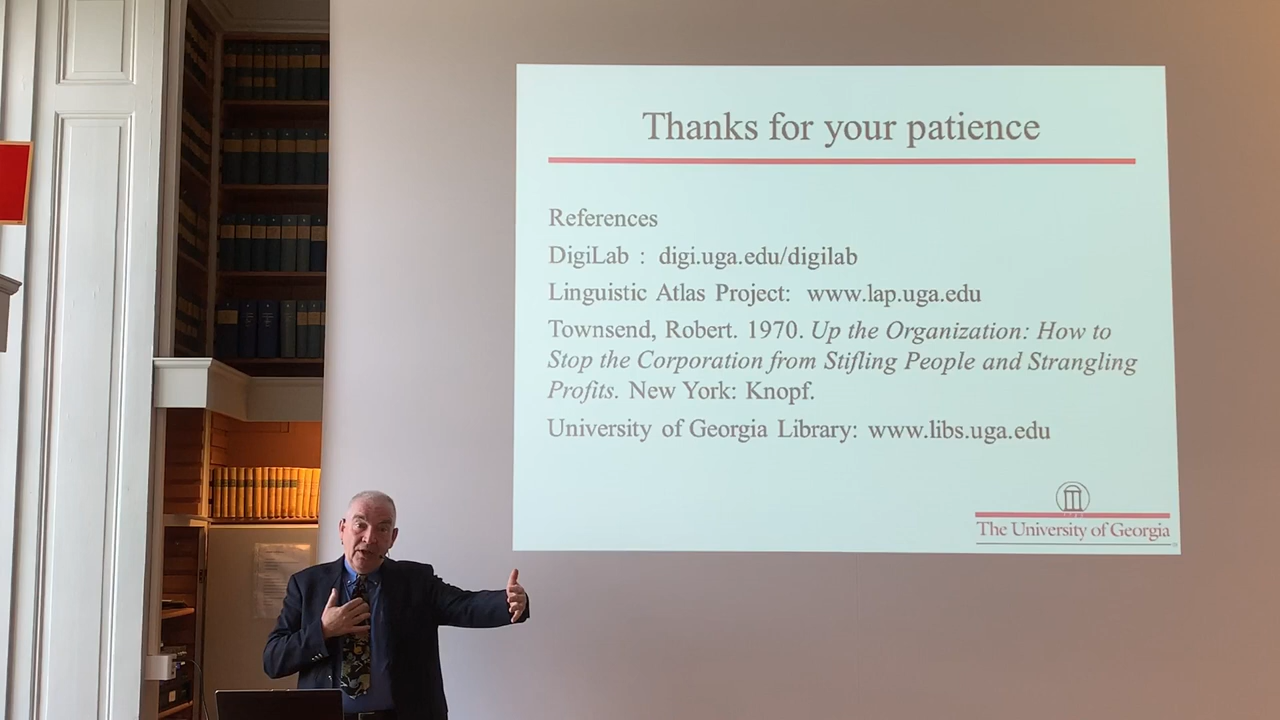 Thanks for your patience
References
DigiLab : digi.uga.edu/digilab
Linguistic Atlas Project: www.lap.uga.edu
Townsend, Robert. 1970. Up the Organization: How to
Stop the Corporation from Stifling People and Strangling
Profits. New York: Knopf.
University of Georgia Library: www.libs.uga.edu
The University of Georgia